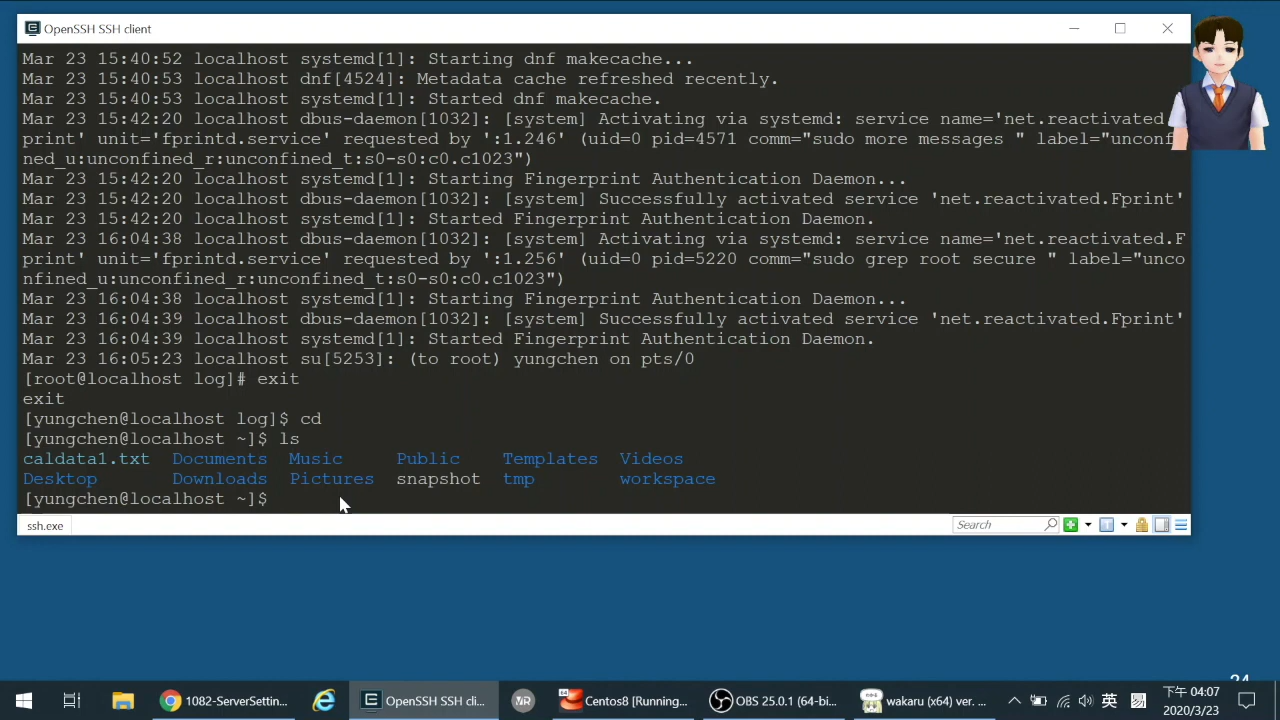 OpenSSH SSH client
Mar 23 15:40:52 localhost systemd[1]: Starting dnf makecache...
Mar 23 15:40:53 localhost dnf[4524]: Metadata cache refreshed recently.
Mar 23 15:40:53 localhost systemd[1]: Started dnf makecache.
Mar 23 15:42:20 localhost dbus-daemon[1032]: [system] Activating via systemd: service name='net.reactivated.
print' unit='fprintd.service' requested by ':1.246' (uid=0 pid=4571 comm="sudo more messages " label="unconf
ned_u:unconfined_r:unconfined_t:s0-s0:c0.c1023")
Mar 23 15:42:20 localhost systemd[1]: Starting Fingerprint Authentication Daemon...
Mar 23 15:42:20 localhost dbus-daemon[1032]: [system] Successfully activated service 'net.reactivated.Fprint'
Mar 23 15:42:20 localhost systemd[1]: Started Fingerprint Authentication Daemon.
Mar 23 16:04:38 localhost dbus-daemon[1032]: [system] Activating via systemd: service name='net.reactivated.F
print' unit='fprintd.service' requested by ':1.256' (uid=0 pid=5220 comm="sudo grep root secure " label="unco
nfined_u:unconfined_r:unconfined_t:s0-s0:c0.c1023")
Mar 23 16:04:38 localhost systemd[1]: Starting Fingerprint Authentication Daemon...
Mar 23 16:04:39 localhost dbus-daemon[1032]: [system] Successfully activated service 'net.reactivated.Fprint'
Mar 23 16:04:39 localhost systemd[1]: Started Fingerprint Authentication Daemon.
Mar 23 16:05:23 localhost su[5253]: (to root) yungchen on pts/0
[root@localhost log]# exit
exit
[yungchen@localhost log]$ cd
[yungchen@localhost ~]$ ls
caldata1.txt Documents Music Public Templates Videos
Desktop Downloads Pictures snapshot tmp workspace
[yungchen@localhost ~]$
ssh.exe Search
1082-ServerSettin... OpenSSH SSH cli... Centos8 [Running... OBS 25.0.1 (64-bi... wakaru (x64) ver. ... 英 下午 04:07
2020/3/23